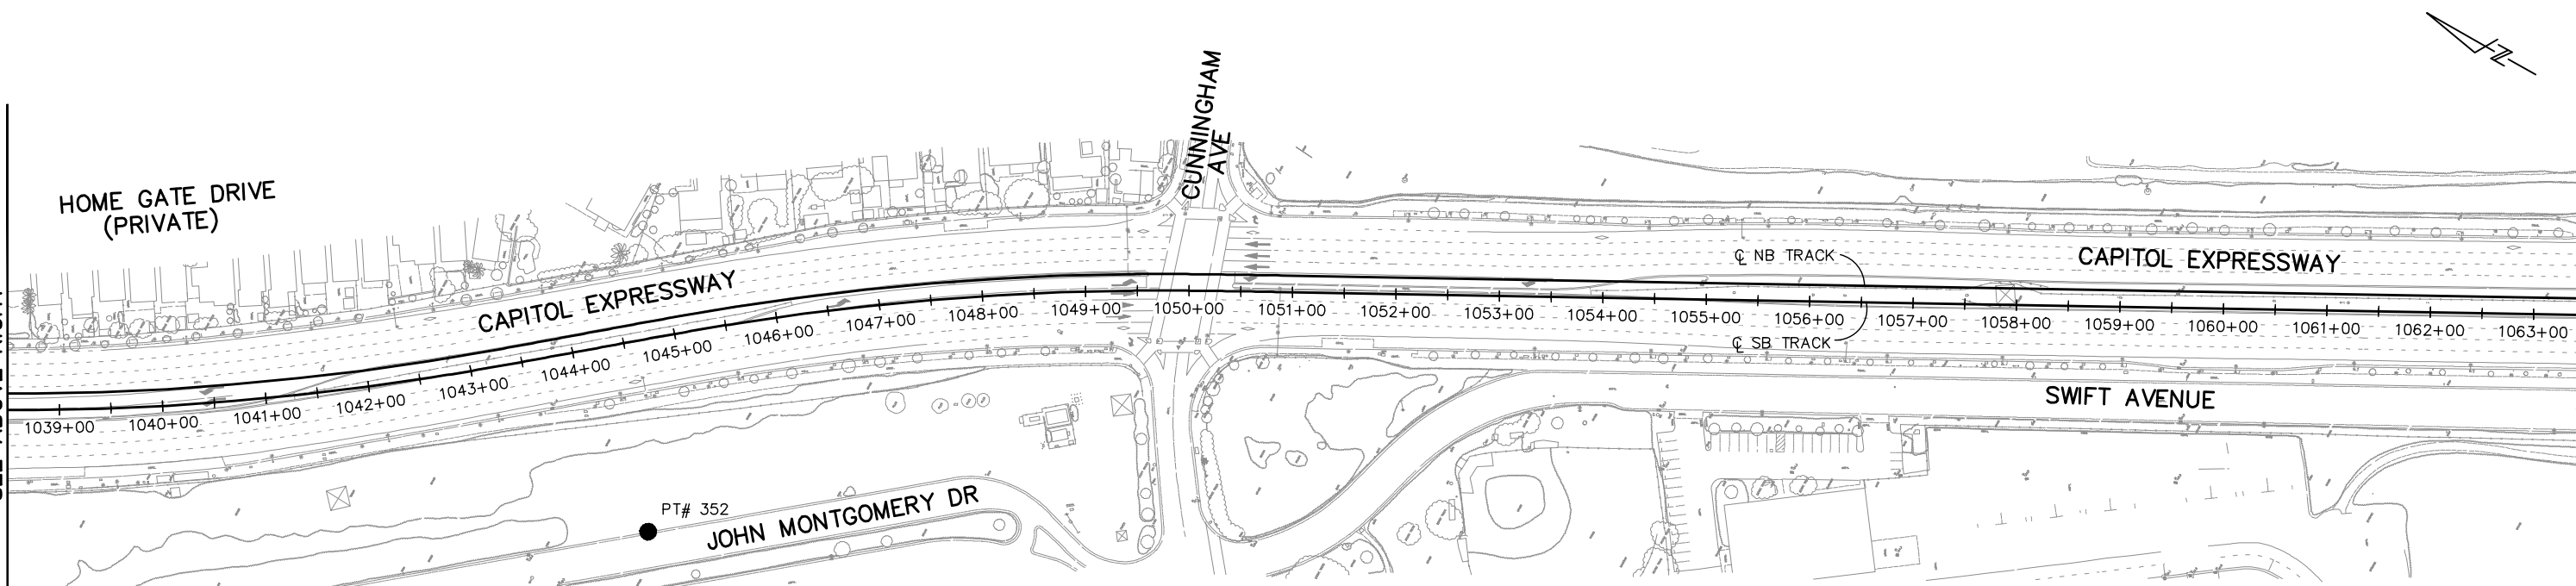 HOME GATE DRIVE
(PRIVATE)
CUNNINGHAM
AVE
N
CAPITOL EXPRESSWAY
℄ NB TRACK
CAPITOL EXPRESSWAY
1039+00
1040+00
1041+00
1042+00
1043+00
1044+00
1045+00
1046+00
1047+00
1048+00
1049+00
1050+00
1051+00
1052+00
1053+00
1054+00
1055+00
1056+00
1057+00
1058+00
1059+00
1060+00
1061+00
1062+00
1063+00
℄ SB TRACK
SWIFT AVENUE
PT# 352
JOHN MONTGOMERY DR